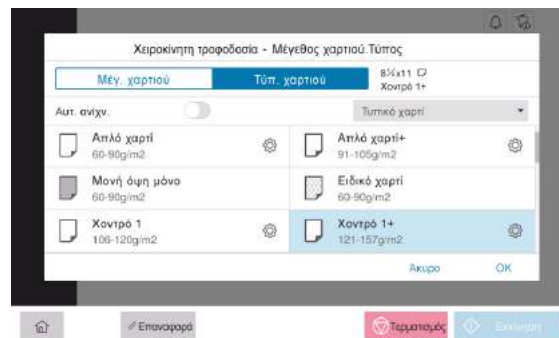 Χειροκίνητη τροφοδοσία - Μέγεθος χαρτιού.Τύπος
Μέγ. χαρτιού
Τύπ. χαρτιού
8½x11
Χοντρό 1+
Αυτ. ανίχν.
Τυπικό χαρτί
Απλό χαρτί
60-90g/m2
Απλό χαρτί+
91-105g/m2
Μονή όψη μόνο
60-90g/m2
Ειδικό χαρτί
60-90g/m2
Χοντρό 1
106-120g/m2
Χοντρό 1+
121-157g/m2
Άκυρο
OK
Επαναφορά
Τερματισμός
Εκκίνηση